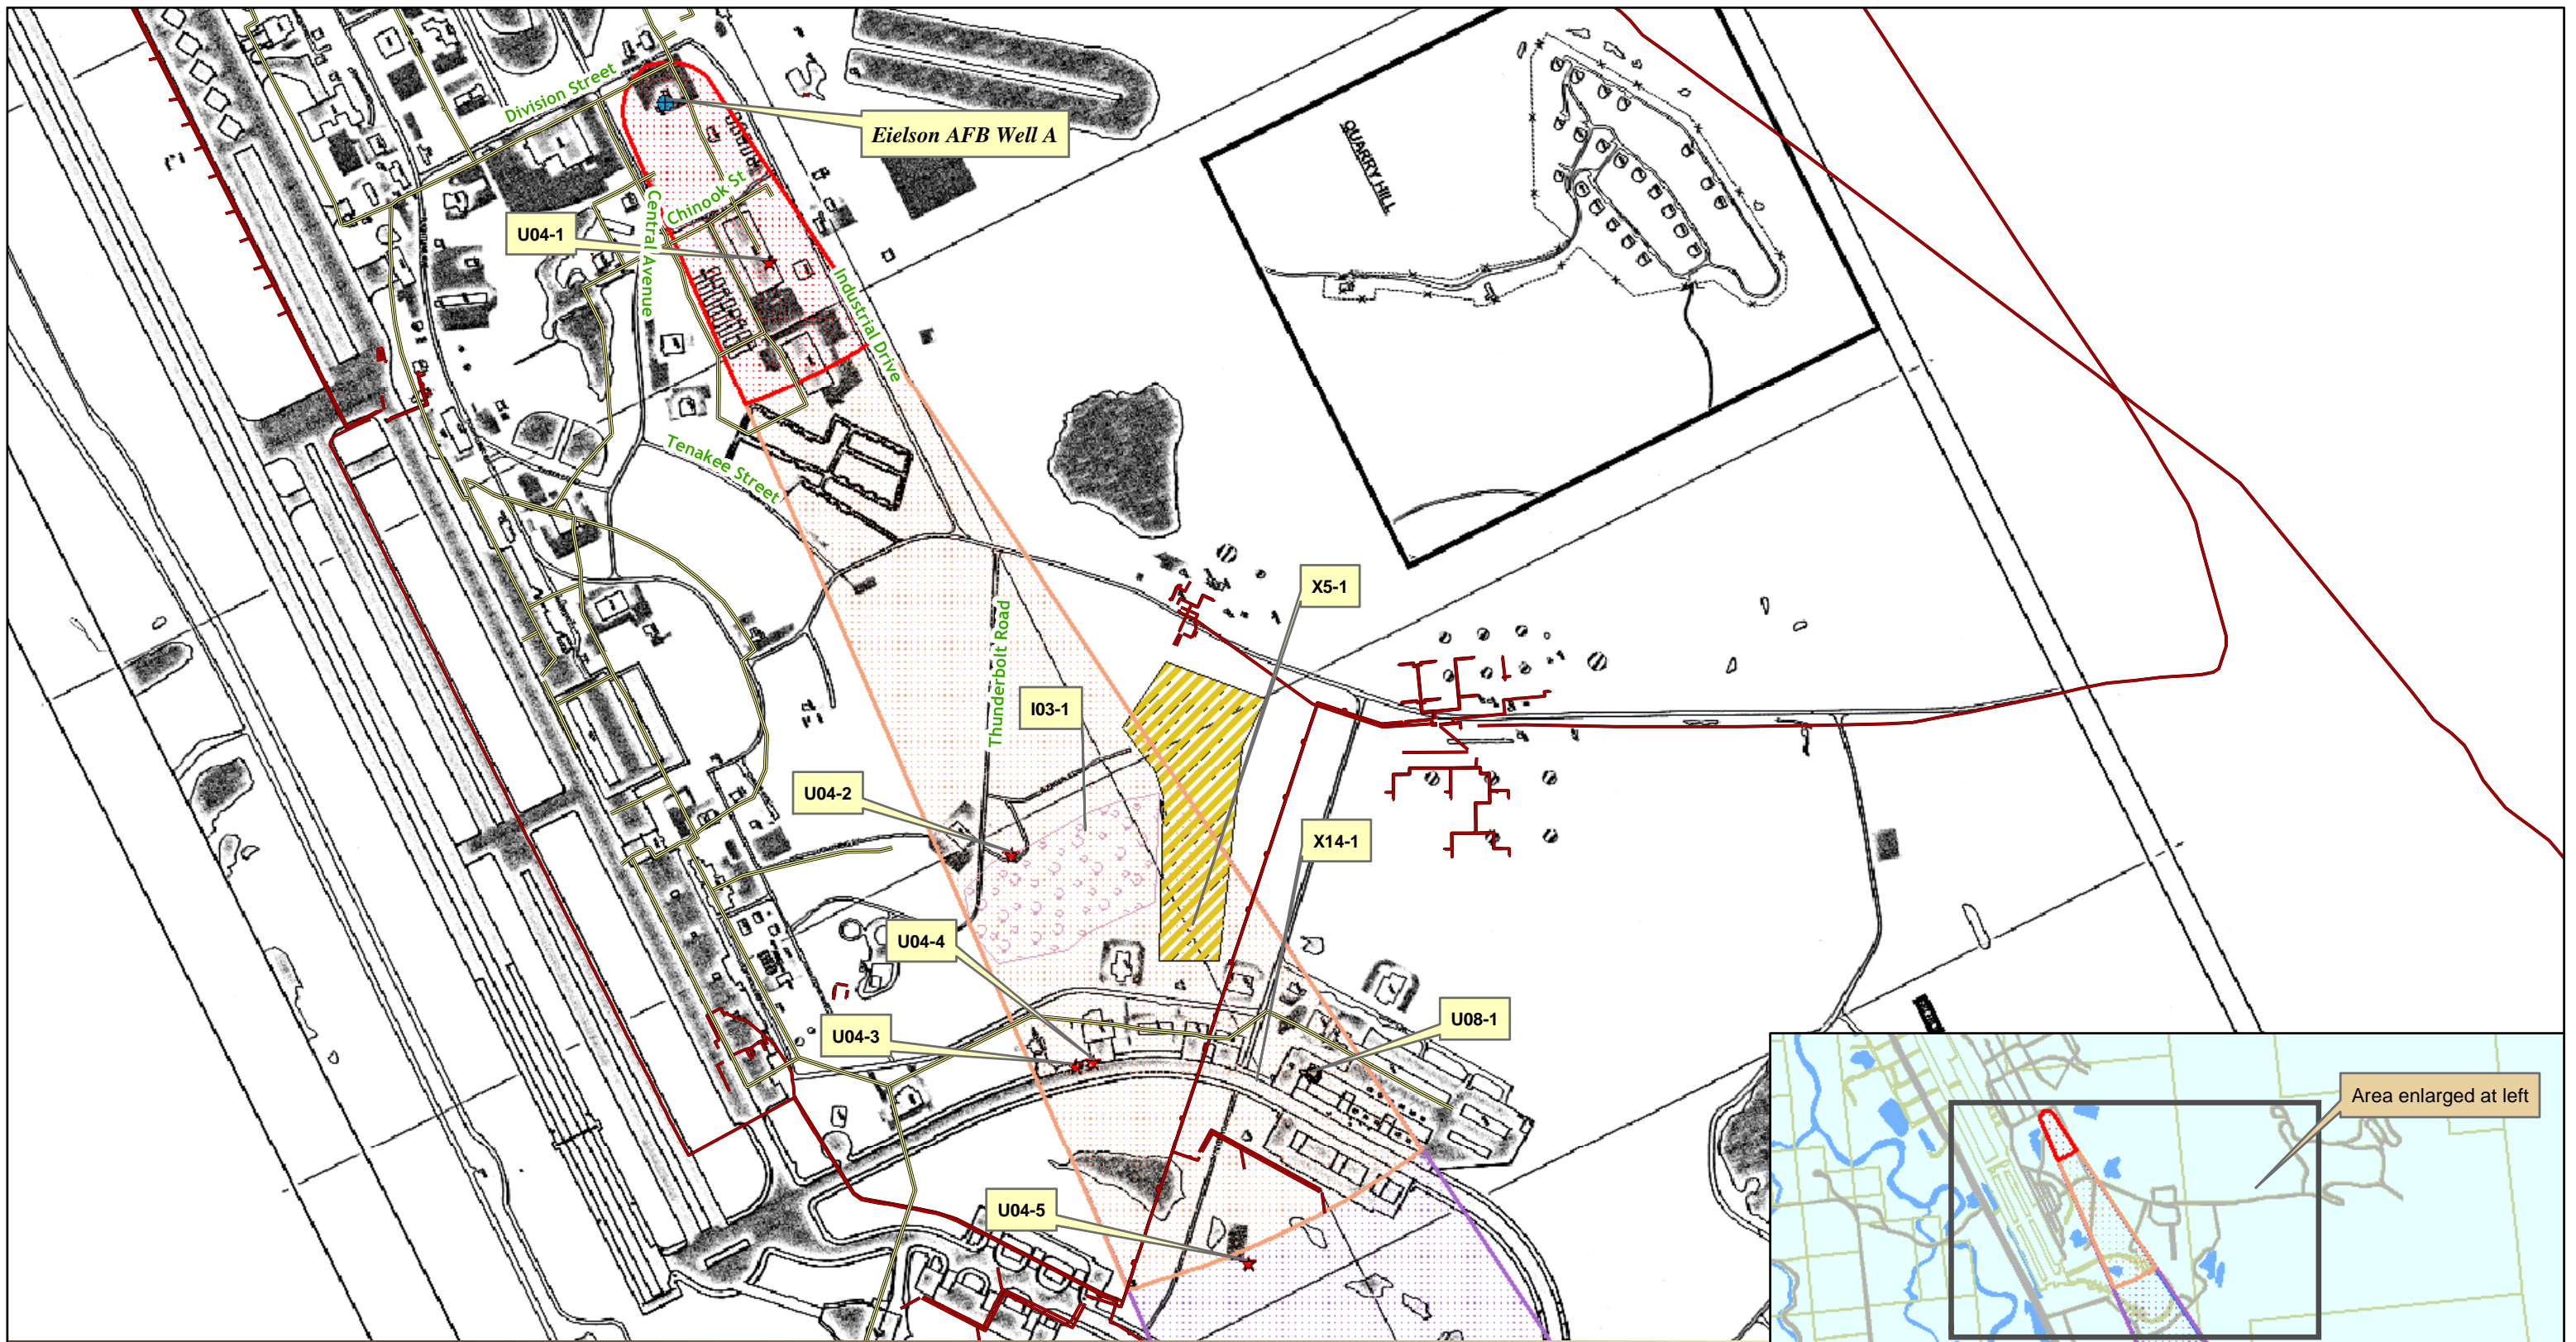 Division Street
Eielson AFB Well A
QUARRY HILL
Chinook St
Central Avenue
U04-1
Industrial Drive
Tenakee Street
X5-1
Thunderbolt Road
I03-1
U04-2
X14-1
U04-4
U08-1
U04-3
Area enlarged at left
U04-5